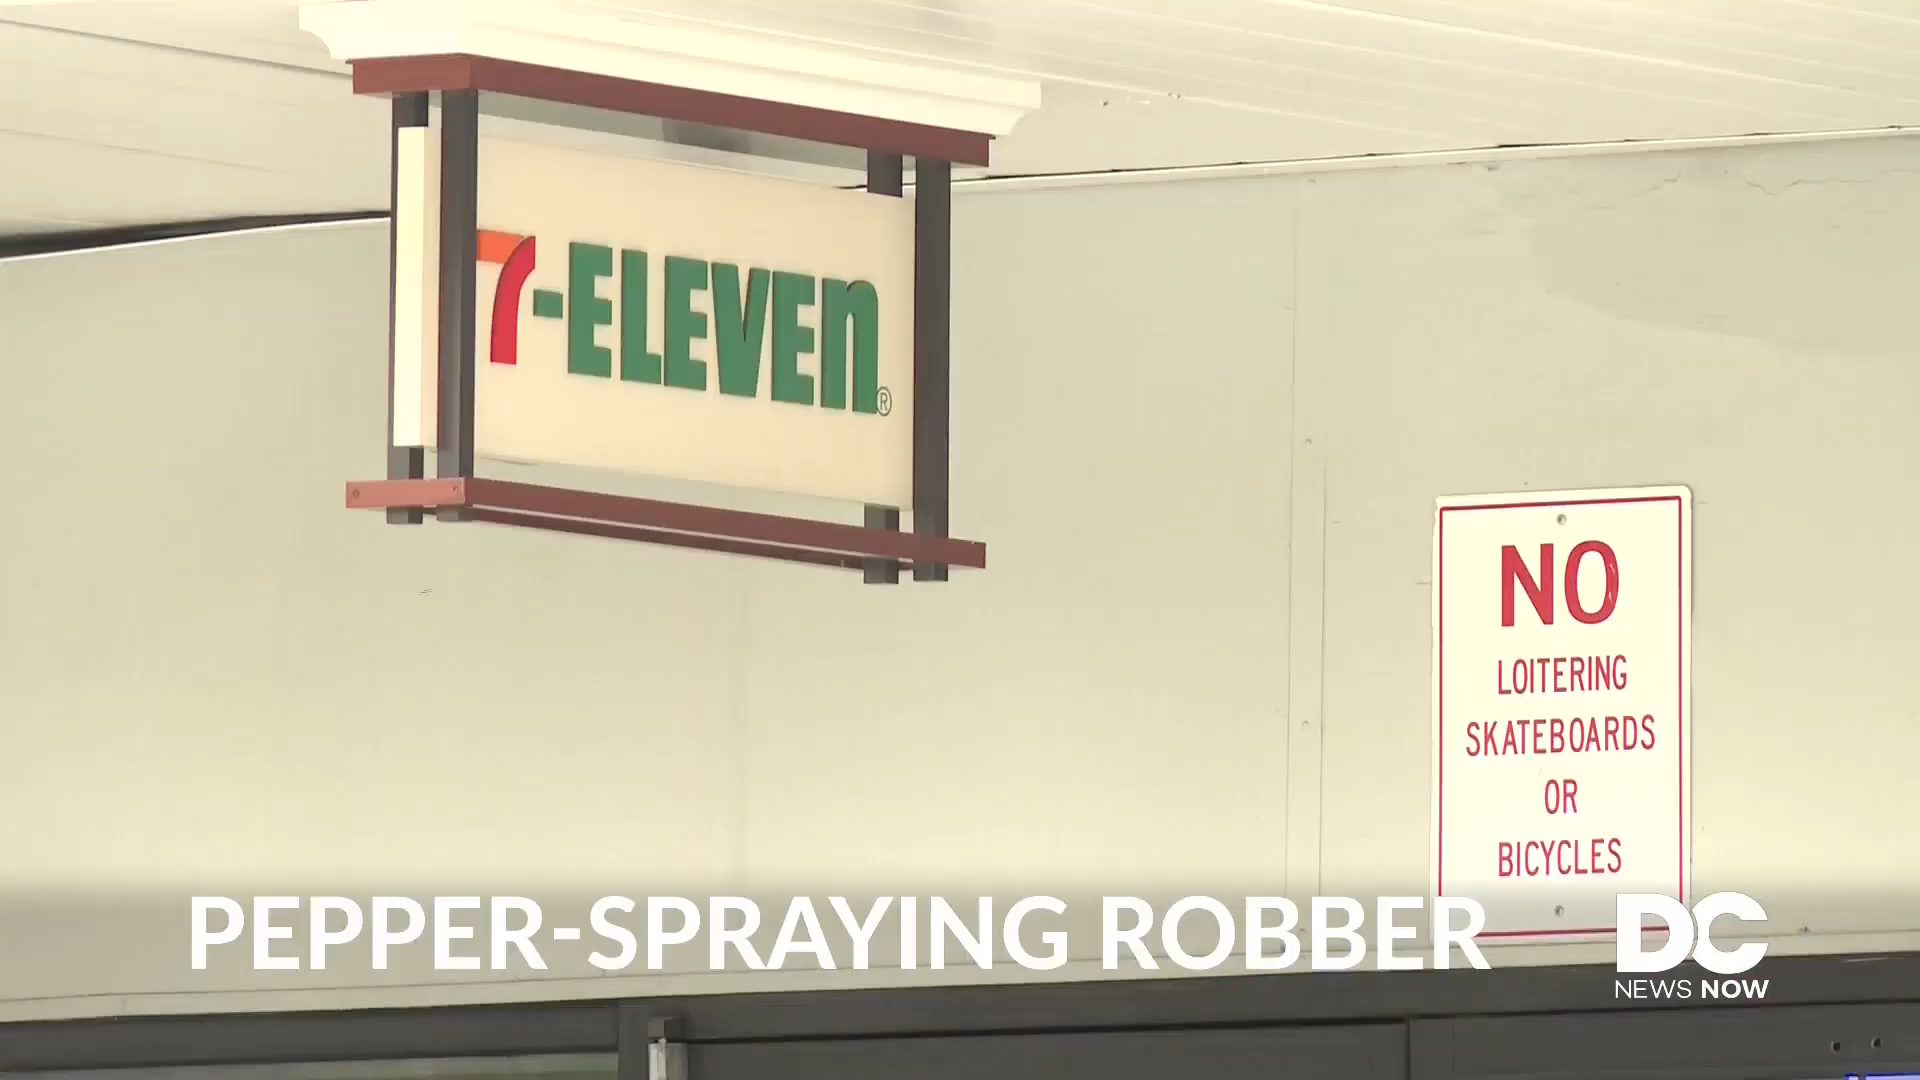 7-ELEVEn®
NO
LOITERING
SKATEBOARDS
OR
BICYCLES
PEPPER-SPRAYING ROBBER
DC
NEWS NOW